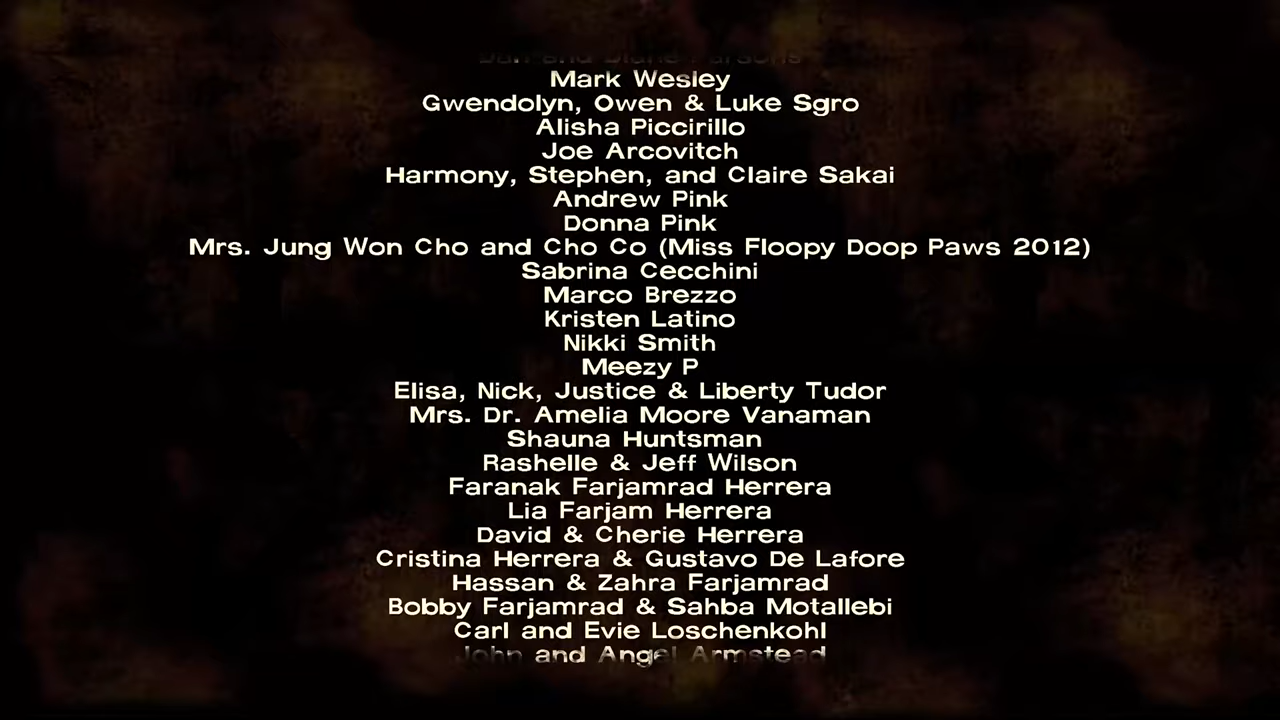 Dan and Diane Parsons
Mark Wesley
Gwendolyn, Owen & Luke Sgro
Alisha Piccirillo
Joe Arcovitch
Harmony, Stephen, and Claire Sakai
Andrew Pink
Donna Pink
Mrs. Jung Won Cho and Cho Co (Miss Floopy Doop Paws 2012)
Sabrina Cecchini
Marco Brezzo
Kristen Latino
Nikki Smith
Meezy P
Elisa, Nick, Justice & Liberty Tudor
Mrs. Dr. Amelia Moore Vanaman
Shauna Huntsman
Rashelle & Jeff Wilson
Faranak Farjamrad Herrera
Lia Farjam Herrera
David & Cherie Herrera
Cristina Herrera & Gustavo De Lafore
Hassan & Zahra Farjamrad
Bobby Farjamrad & Sahba Motallebi
Carl and Evie Loschenkohl
John and Angel Armstead